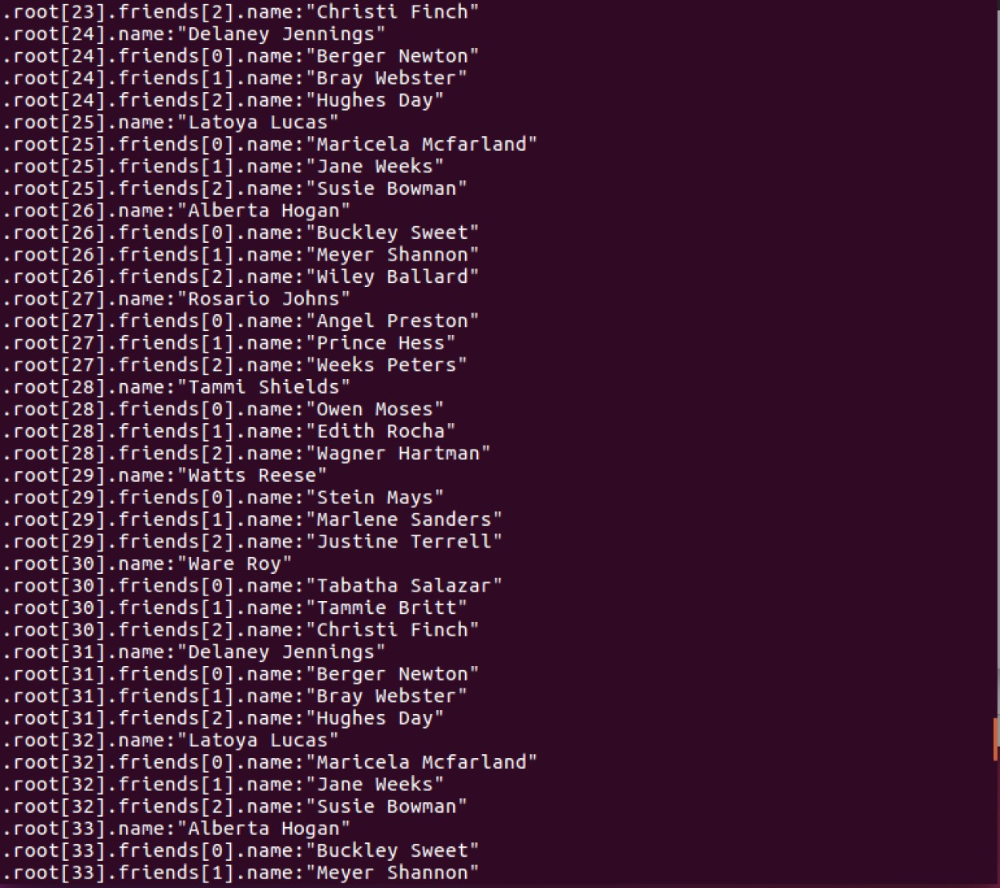 .root[23].friends[2].name:"Christi Finch"
.root[24].name:"Delaney Jennings"
.root[24].friends[0].name:"Berger Newton"
.root[24].friends[1].name:"Bray Webster"
.root[24].friends[2].name:"Hughes Day"
.root[25].name:"Latoya Lucas"
.root[25].friends[0].name:"Maricela Mcfarland"
.root[25].friends[1].name:"Jane Weeks"
.root[25].friends[2].name:"Susie Bowman"
.root[26].name:"Alberta Hogan"
.root[26].friends[0].name:"Buckley Sweet"
.root[26].friends[1].name:"Meyer Shannon"
.root[26].friends[2].name:"Wiley Ballard"
.root[27].name:"Rosario Johns"
.root[27].friends[0].name:"Angel Preston"
.root[27].friends[1].name:"Prince Hess"
.root[27].friends[2].name:"Weeks Peters"
.root[28].name:"Tammi Shields"
.root[28].friends[0].name:"Owen Moses"
.root[28].friends[1].name:"Edith Rocha"
.root[28].friends[2].name:"Wagner Hartman"
.root[29].name:"Watts Reese"
.root[29].friends[0].name:"Stein Mays"
.root[29].friends[1].name:"Marlene Sanders"
.root[29].friends[2].name:"Justine Terrell"
.root[30].name:"Ware Roy"
.root[30].friends[0].name:"Tabatha Salazar"
.root[30].friends[1].name:"Tammie Britt"
.root[30].friends[2].name:"Christi Finch"
.root[31].name:"Delaney Jennings"
.root[31].friends[0].name:"Berger Newton"
.root[31].friends[1].name:"Bray Webster"
.root[31].friends[2].name:"Hughes Day"
.root[32].name:"Latoya Lucas"
.root[32].friends[0].name:"Maricela Mcfarland"
.root[32].friends[1].name:"Jane Weeks"
.root[32].friends[2].name:"Susie Bowman"
.root[33].name:"Alberta Hogan"
.root[33].friends[0].name:"Buckley Sweet"
.root[33].friends[1].name:"Meyer Shannon"